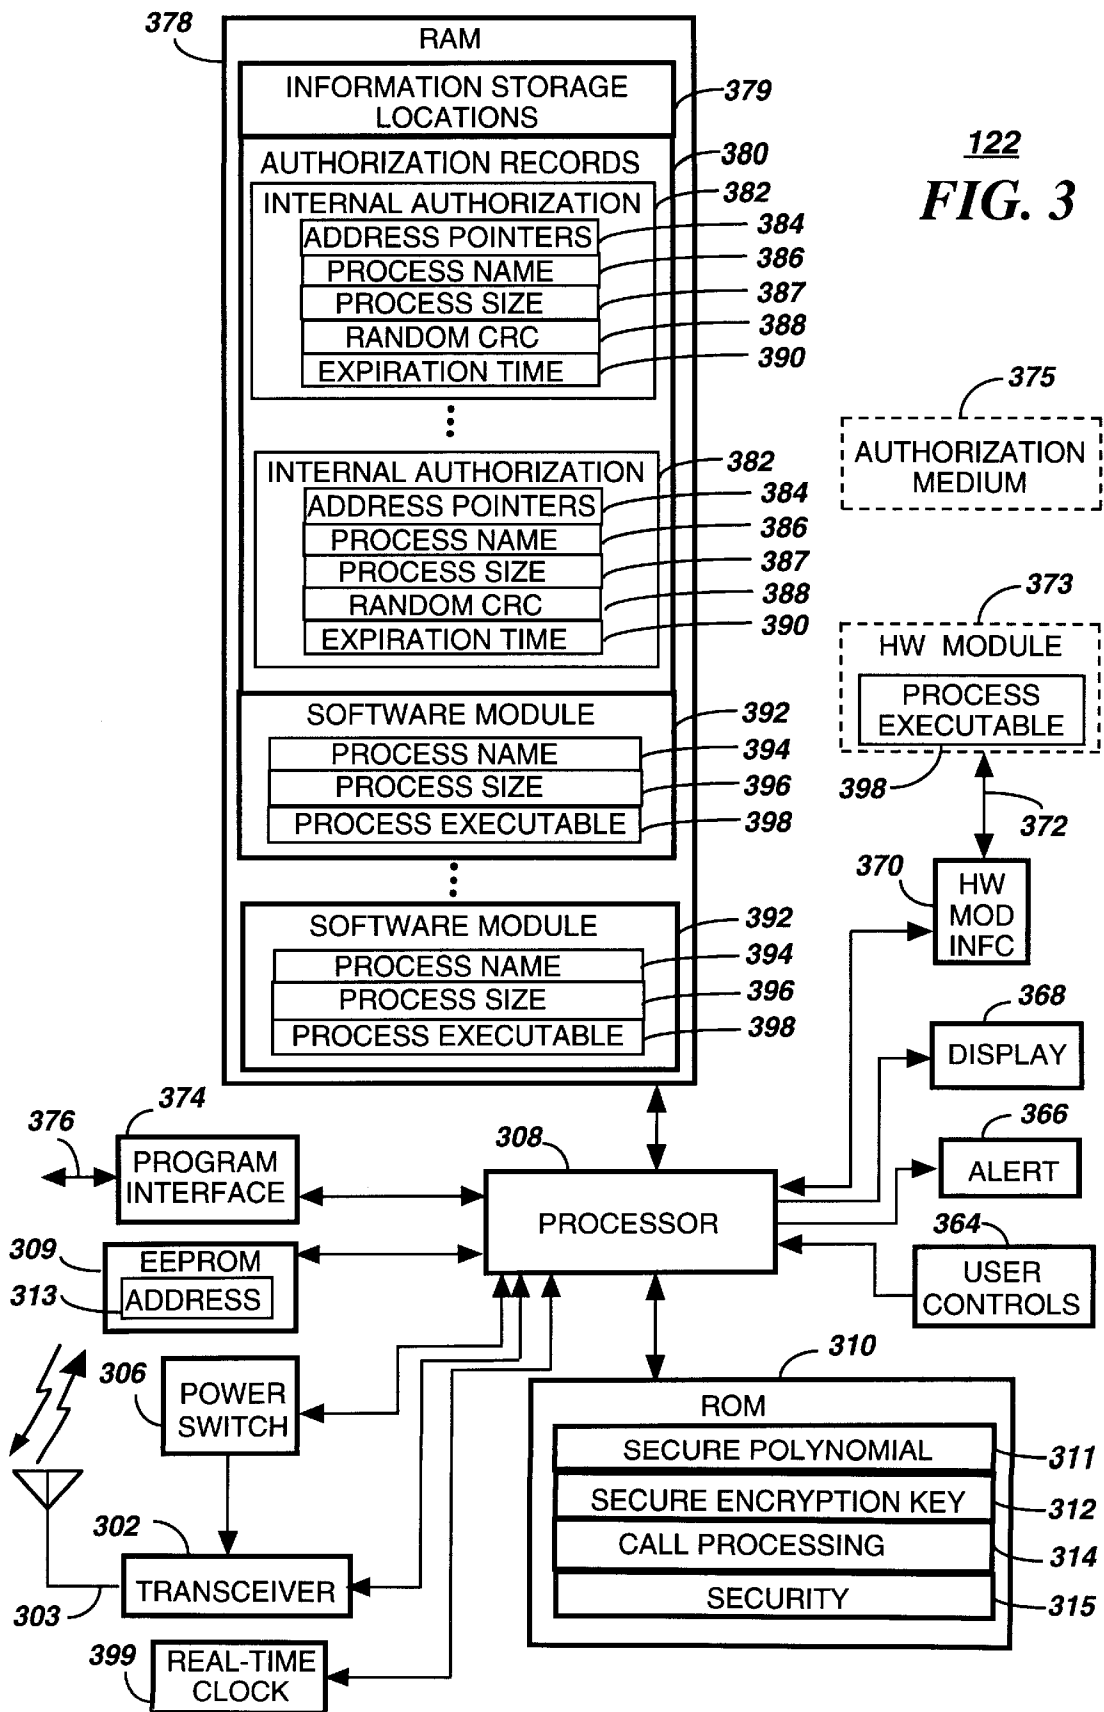 378
RAM
INFORMATION STORAGE
LOCATIONS
379
AUTHORIZATION RECORDS
380
INTERNAL AUTHORIZATION
382
ADDRESS POINTERS
384
PROCESS NAME
386
PROCESS SIZE
387
RANDOM CRC
388
EXPIRATION TIME
390
INTERNAL AUTHORIZATION
382
ADDRESS POINTERS
384
PROCESS NAME
386
PROCESS SIZE
387
RANDOM CRC
388
EXPIRATION TIME
390
SOFTWARE MODULE
392
PROCESS NAME
394
PROCESS SIZE
396
PROCESS EXECUTABLE
398
SOFTWARE MODULE
392
PROCESS NAME
394
PROCESS SIZE
396
PROCESS EXECUTABLE
398
122
FIG. 3
375
AUTHORIZATION
MEDIUM
373
HW MODULE
PROCESS
EXECUTABLE
398
372
370
HW
MOD
INFC
368
DISPLAY
366
ALERT
364
USER
CONTROLS
374
376
PROGRAM
INTERFACE
308
PROCESSOR
309
EEPROM
313
ADDRESS
306
POWER
SWITCH
302
TRANSCEIVER
303
399
REAL-TIME
CLOCK
310
ROM
SECURE POLYNOMIAL
311
SECURE ENCRYPTION KEY
312
CALL PROCESSING
314
SECURITY
315